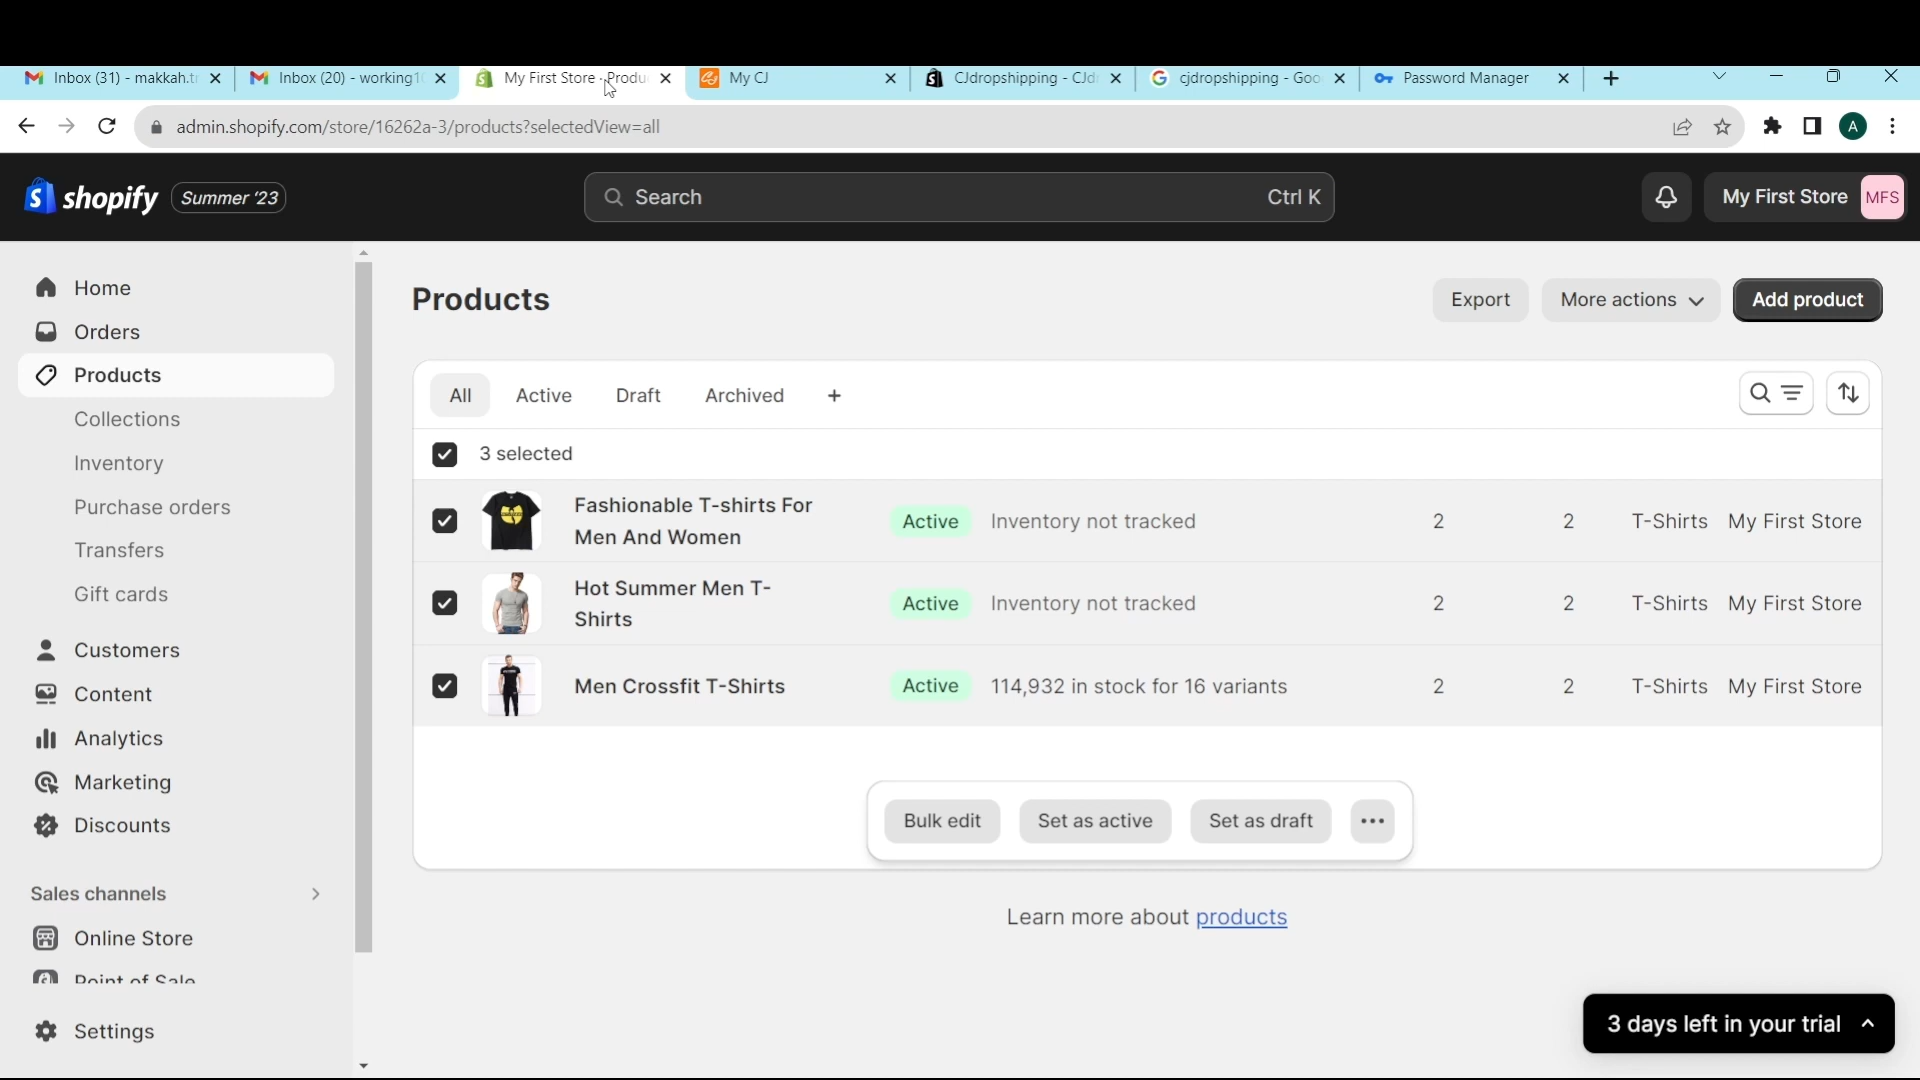 Inbox (31) - makkah.tr
Inbox (20) - working1
My First Store · Produ
My CJ
CJdropshipping - CJd
cjdropshipping - Goo
Password Manager
admin.shopify.com/store/16262a-3/products?selectedView=all
A
shopify
Summer '23
Search
Ctrl K
My First Store
MFS
Home
Orders
Products
Collections
Inventory
Purchase orders
Transfers
Gift cards
Customers
Content
Analytics
Marketing
Discounts
Sales channels
Online Store
Point of Sale
Settings
Products
Export
More actions
Add product
All
Active
Draft
Archived
+
3 selected
Fashionable T-shirts For
Men And Women
Active
Inventory not tracked
2
2
T-Shirts
My First Store
Hot Summer Men T-
Shirts
Active
Inventory not tracked
2
2
T-Shirts
My First Store
Men Crossfit T-Shirts
Active
114,932 in stock for 16 variants
2
2
T-Shirts
My First Store
Bulk edit
Set as active
Set as draft
Learn more about products
3 days left in your trial